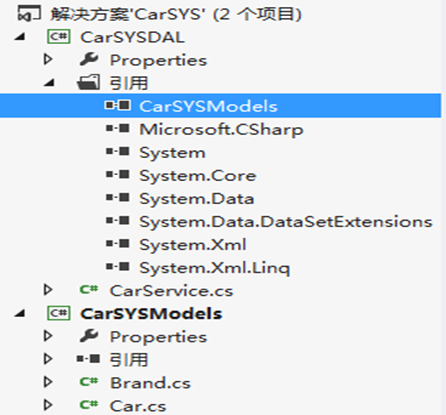 解决方案'CarSYS' (2 个项目)
C# CarSYSDAL
Properties
引用
CarSYSModels
Microsoft.CSharp
System
System.Core
System.Data
System.Data.DataSetExtensions
System.Xml
System.Xml.Linq
C# CarService.cs
C# CarSYSModels
Properties
引用
C# Brand.cs
C# Car.cs